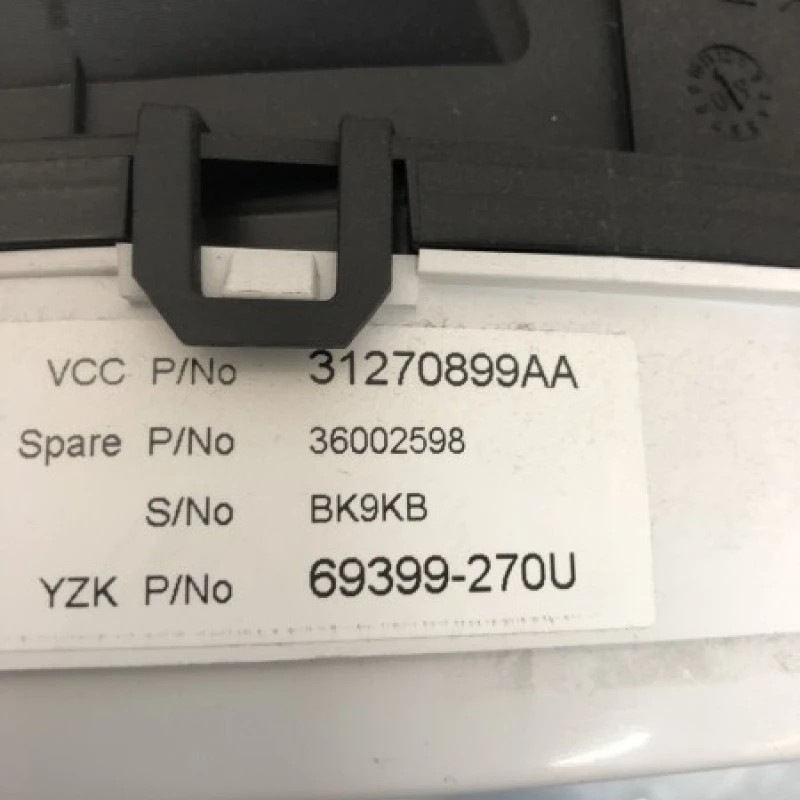 VCC P/No 31270899AA
Spare P/No 36002598
S/No BK9KB
YZK P/No 69399-270U